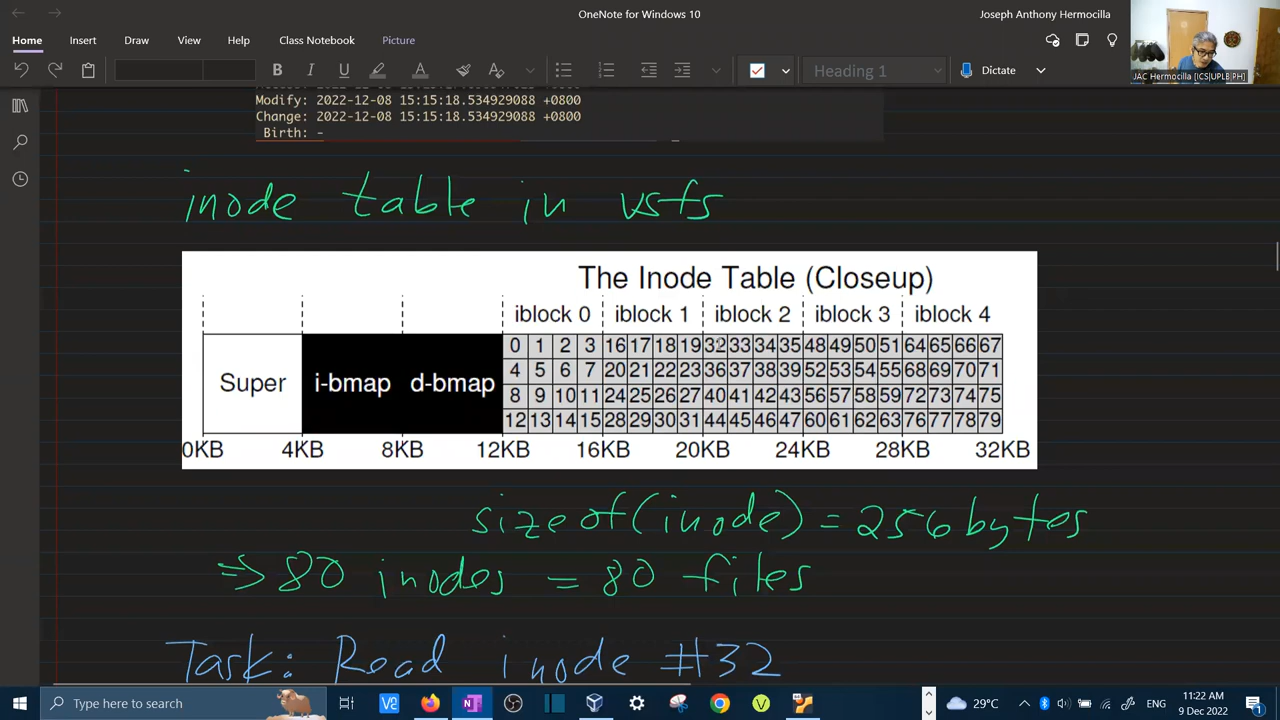 OneNote for Windows 10
Joseph Anthony Hermocilla
Home Insert Draw View Help Class Notebook Picture
B I U A Heading 1 Dictate
JAC Hermocilla [ICS|UPLB PH]
Modify: 2022-12-08 15:15:18.534929088 +0800
Change: 2022-12-08 15:15:18.534929088 +0800
Birth: -
inode table in vsfs
The Inode Table (Closeup)
iblock 0 iblock 1 iblock 2 iblock 3 iblock 4
0 1 2 3 16 17 18 19 32 33 34 35 48 49 50 51 64 65 66 67
Super i-bmap d-bmap
4 5 6 7 20 21 22 23 36 37 38 39 52 53 54 55 68 69 70 71
8 9 10 11 24 25 26 27 40 41 42 43 56 57 58 59 72 73 74 75
12 13 14 15 28 29 30 31 44 45 46 47 60 61 62 63 76 77 78 79
0KB 4KB 8KB 12KB 16KB 20KB 24KB 28KB 32KB
sizeof(inode) = 256 bytes
=> 80 inodes = 80 files
Task: Read inode #32
Type here to search
29°C
ENG
11:22 AM
9 Dec 2022